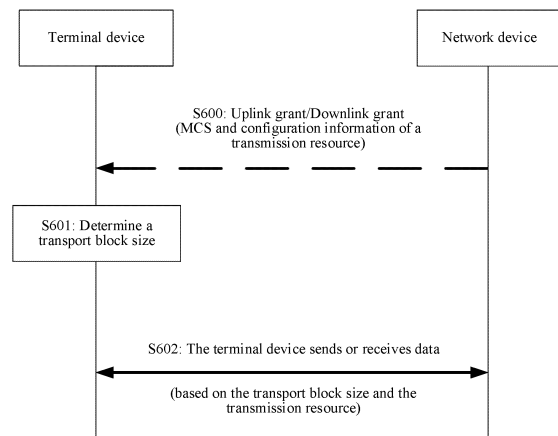 Terminal device
Network device
S600: Uplink grant/Downlink grant
(MCS and configuration information of a
transmission resource)
S601: Determine a
transport block size
S602: The terminal device sends or receives data
(based on the transport block size and the
transmission resource)